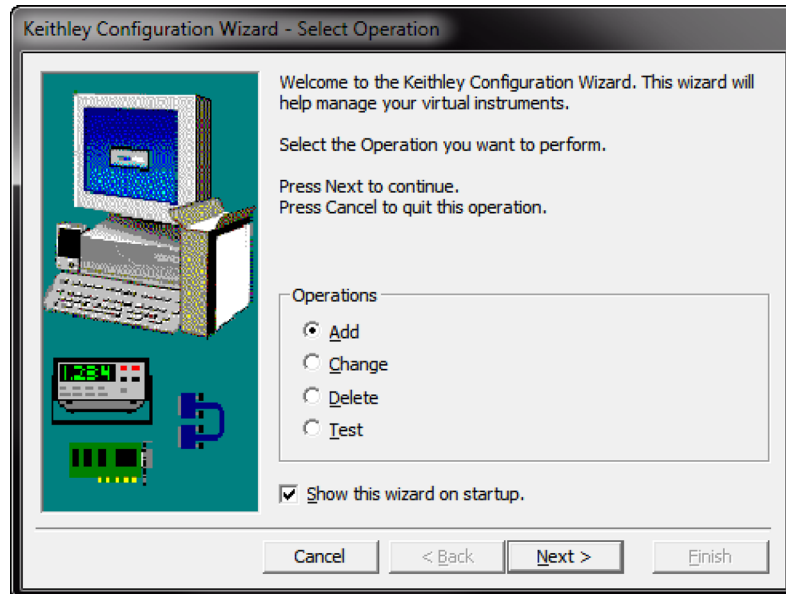 Keithley Configuration Wizard - Select Operation
Welcome to the Keithley Configuration Wizard. This wizard will
help manage your virtual instruments.
Select the Operation you want to perform.
Press Next to continue.
Press Cancel to quit this operation.
Operations
Add
Change
Delete
Test
1.234
Show this wizard on startup.
Cancel
< Back
Next >
Finish